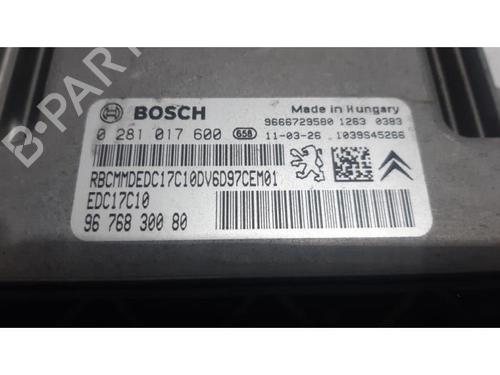 BOSCH
Made in Hungary
9666729580 1263 0383
0 281 017 600 658 11-03-26 1039S45266
RBCMMDEDC17C10DV6D97CEM01
EDC17C10
96 768 300 80
B-PARTS